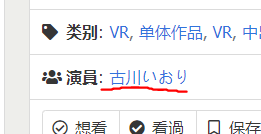 类别: VR, 单体作品, VR, 中
演員: 古川いおり
想看 看過 保存